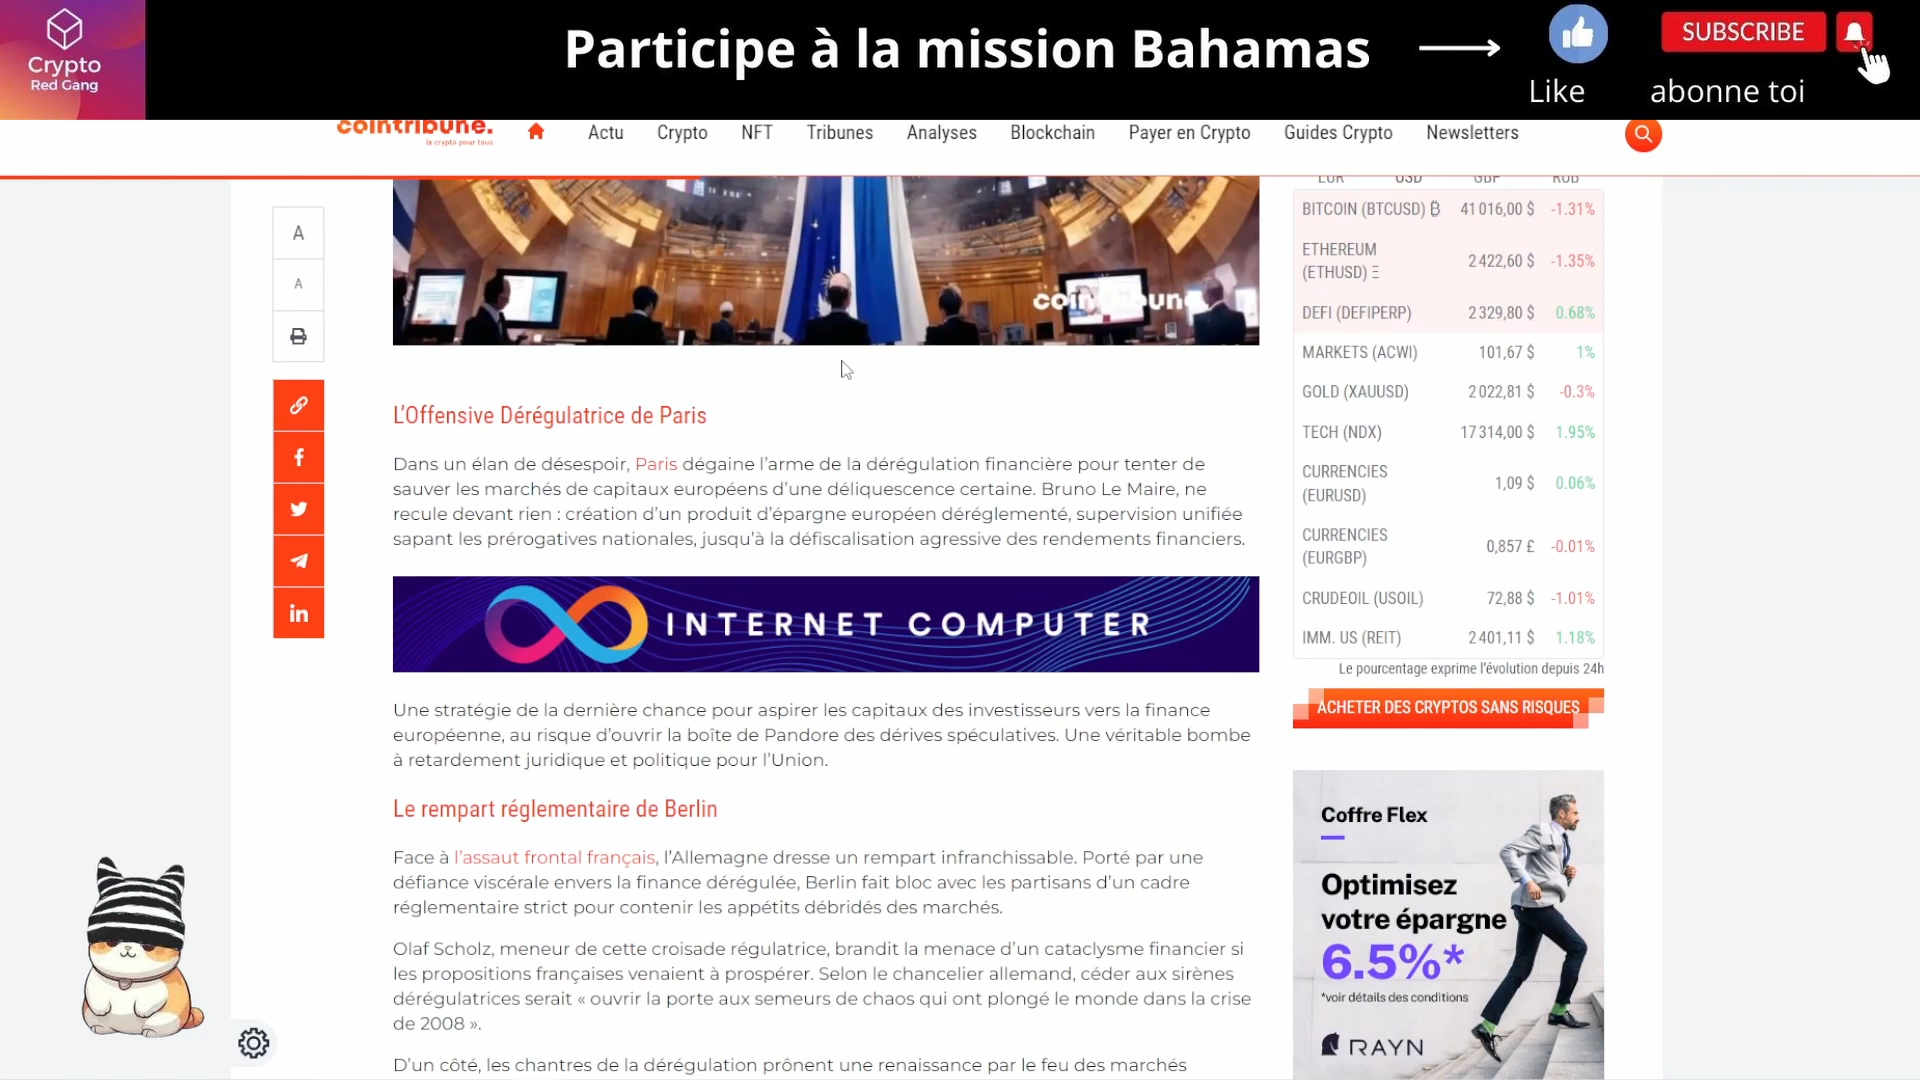 Crypto
Red Gang
Participe à la mission Bahamas
Like
SUBSCRIBE
abonne toi
cointribune.
la crypto pour tous
Actu
Crypto
NFT
Tribunes
Analyses
Blockchain
Payer en Crypto
Guides Crypto
Newsletters
A
A
cointribune.
L'Offensive Dérégulatrice de Paris
Dans un élan de désespoir, Paris dégaine l'arme de la dérégulation financière pour tenter de
sauver les marchés de capitaux européens d'une déliquescence certaine. Bruno Le Maire, ne
recule devant rien : création d'un produit d'épargne européen déréglementé, supervision unifiée
sapant les prérogatives nationales, jusqu'à la défiscalisation agressive des rendements financiers.
INTERNET COMPUTER
Une stratégie de la dernière chance pour aspirer les capitaux des investisseurs vers la finance
européenne, au risque d'ouvrir la boîte de Pandore des dérives spéculatives. Une véritable bombe
à retardement juridique et politique pour l'Union.
Le rempart réglementaire de Berlin
Face à l'assaut frontal français, l'Allemagne dresse un rempart infranchissable. Porté par une
défiance viscérale envers la finance dérégulée, Berlin fait bloc avec les partisans d'un cadre
réglementaire strict pour contenir les appétits débridés des marchés.
Olaf Scholz, meneur de cette croisade régulatrice, brandit la menace d'un cataclysme financier si
les propositions françaises venaient à prospérer. Selon le chancelier allemand, céder aux sirènes
dérégulatrices serait « ouvrir la porte aux semeurs de chaos qui ont plongé le monde dans la crise
de 2008 ».
D'un côté, les chantres de la dérégulation prônent une renaissance par le feu des marchés
EUR USD GBP RUB
BITCOIN (BTCUSD) ₿ 41 016,00 $ -1.31%
ETHEREUM
(ETHUSD) Ξ 2 422,60 $ -1.35%
DEFI (DEFIPERP) 2 329,80 $ 0.68%
MARKETS (ACWI) 101,67 $ 1%
GOLD (XAUUSD) 2 022,81 $ -0.3%
TECH (NDX) 17 314,00 $ 1.95%
CURRENCIES
(EURUSD) 1,09 $ 0.06%
CURRENCIES
(EURGBP) 0,857 £ -0.01%
CRUDEOIL (USOIL) 72,88 $ -1.01%
IMM. US (REIT) 2 401,11 $ 1.18%
Le pourcentage exprime l'évolution depuis 24h
ACHETER DES CRYPTOS SANS RISQUES
Coffre Flex
Optimisez
votre épargne
6.5%*
*voir détails des conditions
RAYN